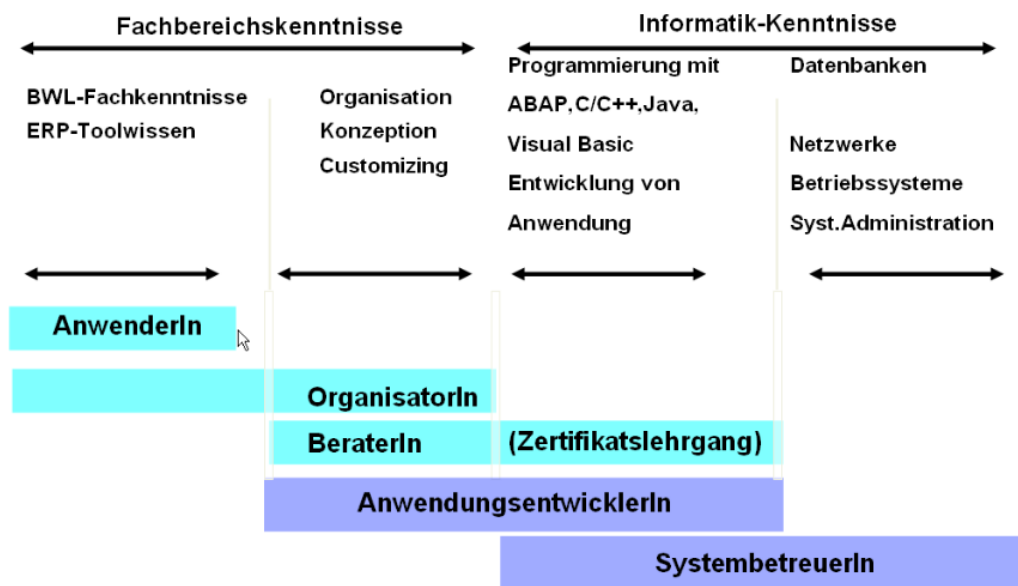 Fachbereichskenntnisse
Informatik-Kenntnisse
BWL-Fachkenntnisse
ERP-Toolwissen
Organisation
Konzeption
Customizing
Programmierung mit
ABAP,C/C++,Java,
Visual Basic
Entwicklung von
Anwendung
Datenbanken
Netzwerke
Betriebssysteme
Syst.Administration
AnwenderIn
OrganisatorIn
BeraterIn (Zertifikatslehrgang)
AnwendungsentwicklerIn
SystembetreuerIn